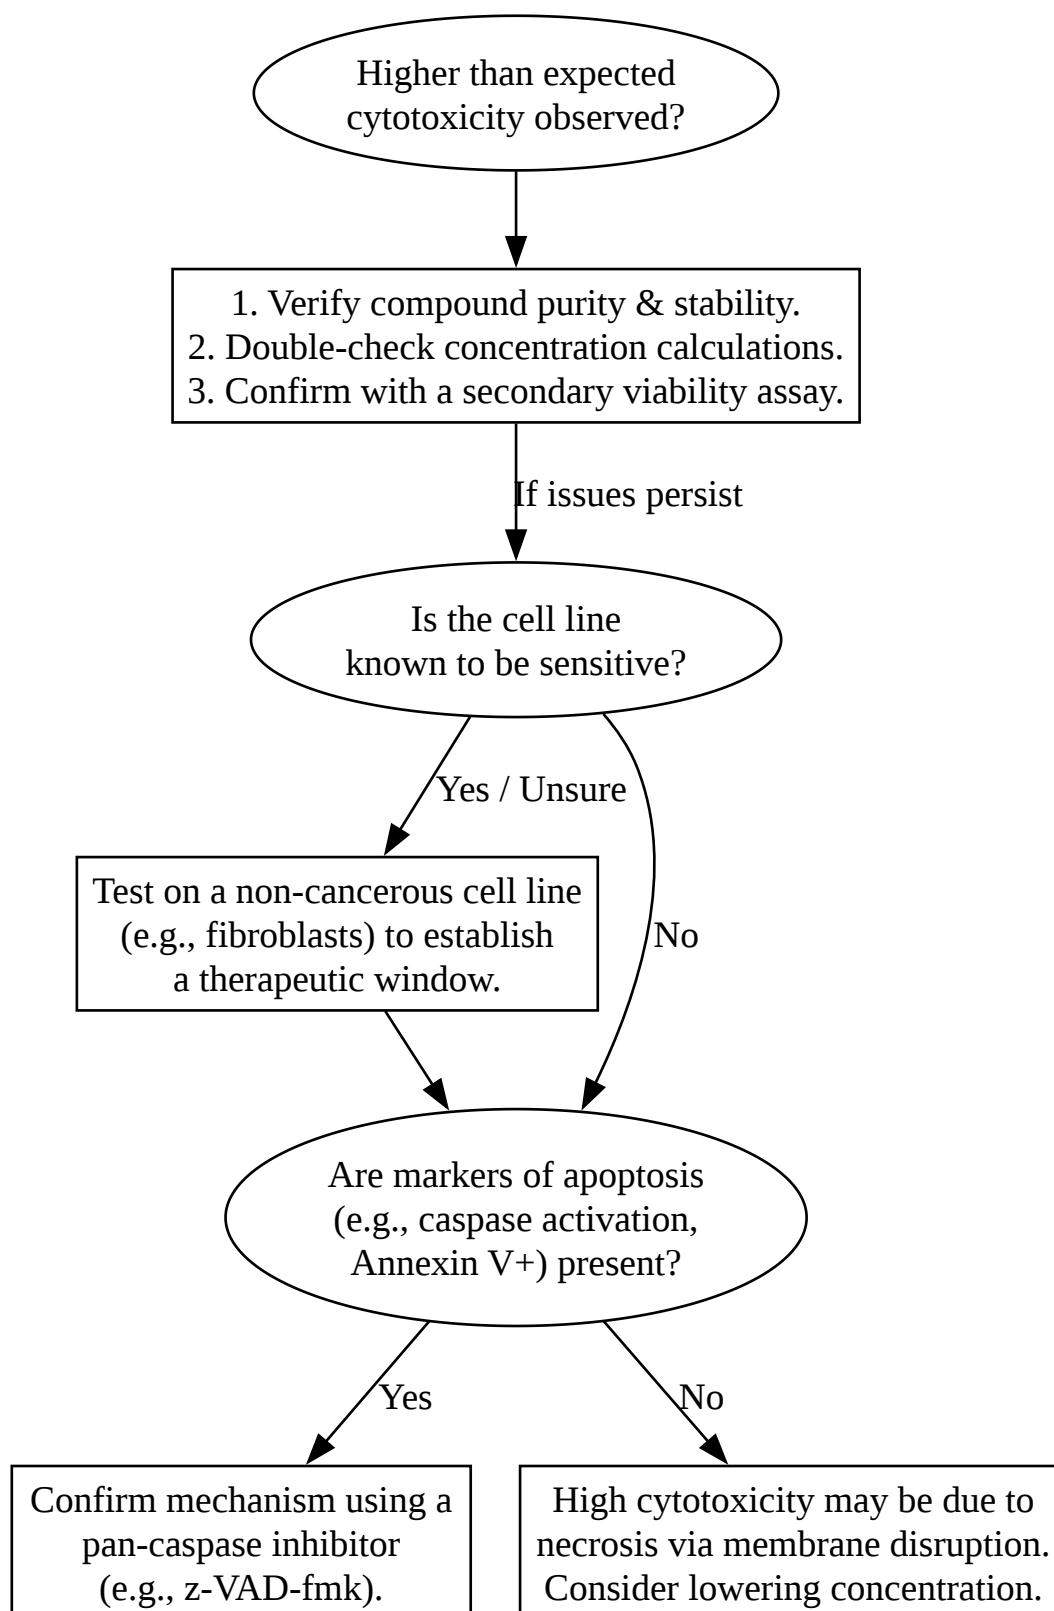 Higher than expected
cytotoxicity observed?
1. Verify compound purity & stability.
2. Double-check concentration calculations.
3. Confirm with a secondary viability assay.
If issues persist
Is the cell line
known to be sensitive?
Yes / Unsure
Test on a non-cancerous cell line
(e.g., fibroblasts) to establish
a therapeutic window.
No
Are markers of apoptosis
(e.g., caspase activation,
Annexin V+) present?
Yes
No
Confirm mechanism using a
pan-caspase inhibitor
(e.g., z-VAD-fmk).
High cytotoxicity may be due to
necrosis via membrane disruption.
Consider lowering concentration.